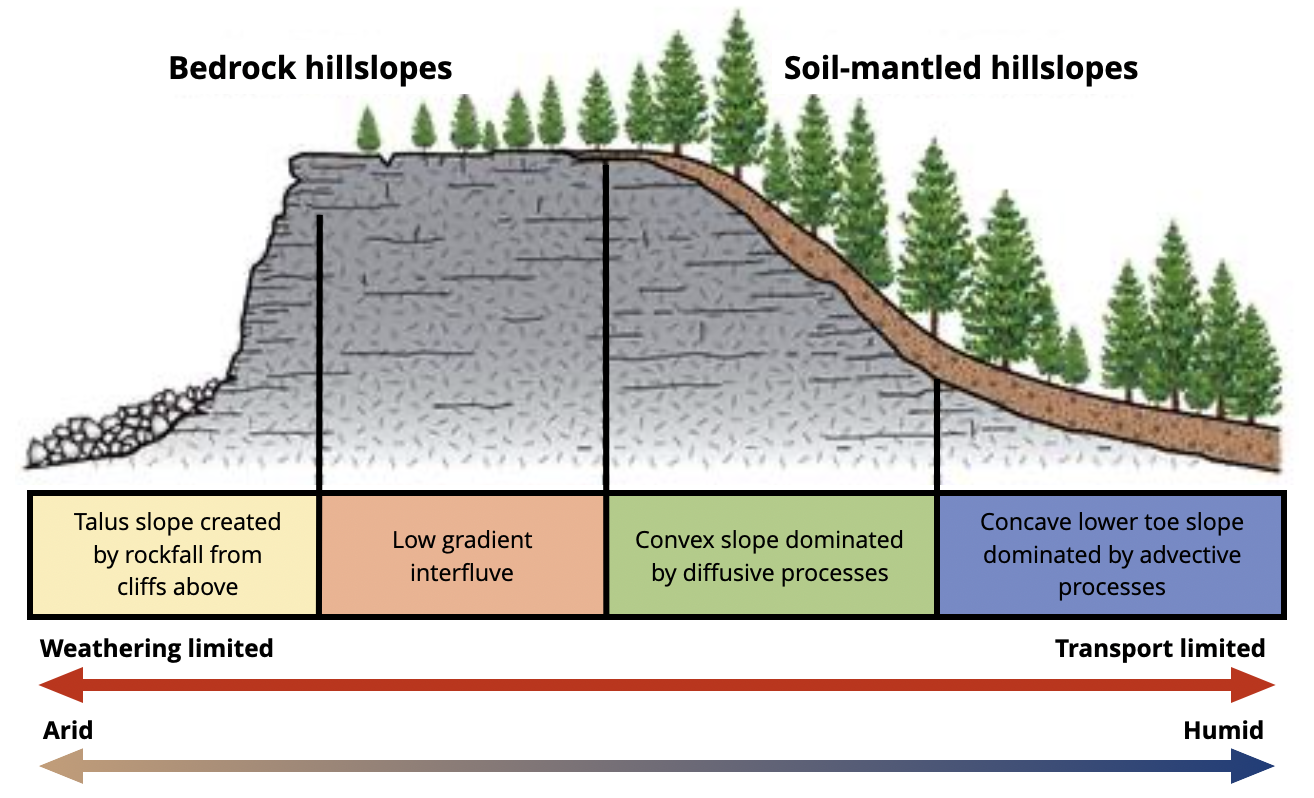 Bedrock hillslopes
Soil-mantled hillslopes
Talus slope created
by rockfall from
cliffs above
Low gradient
interfluve
Convex slope dominated
by diffusive processes
Concave lower toe slope
dominated by advective
processes
Weathering limited
Transport limited
Arid
Humid